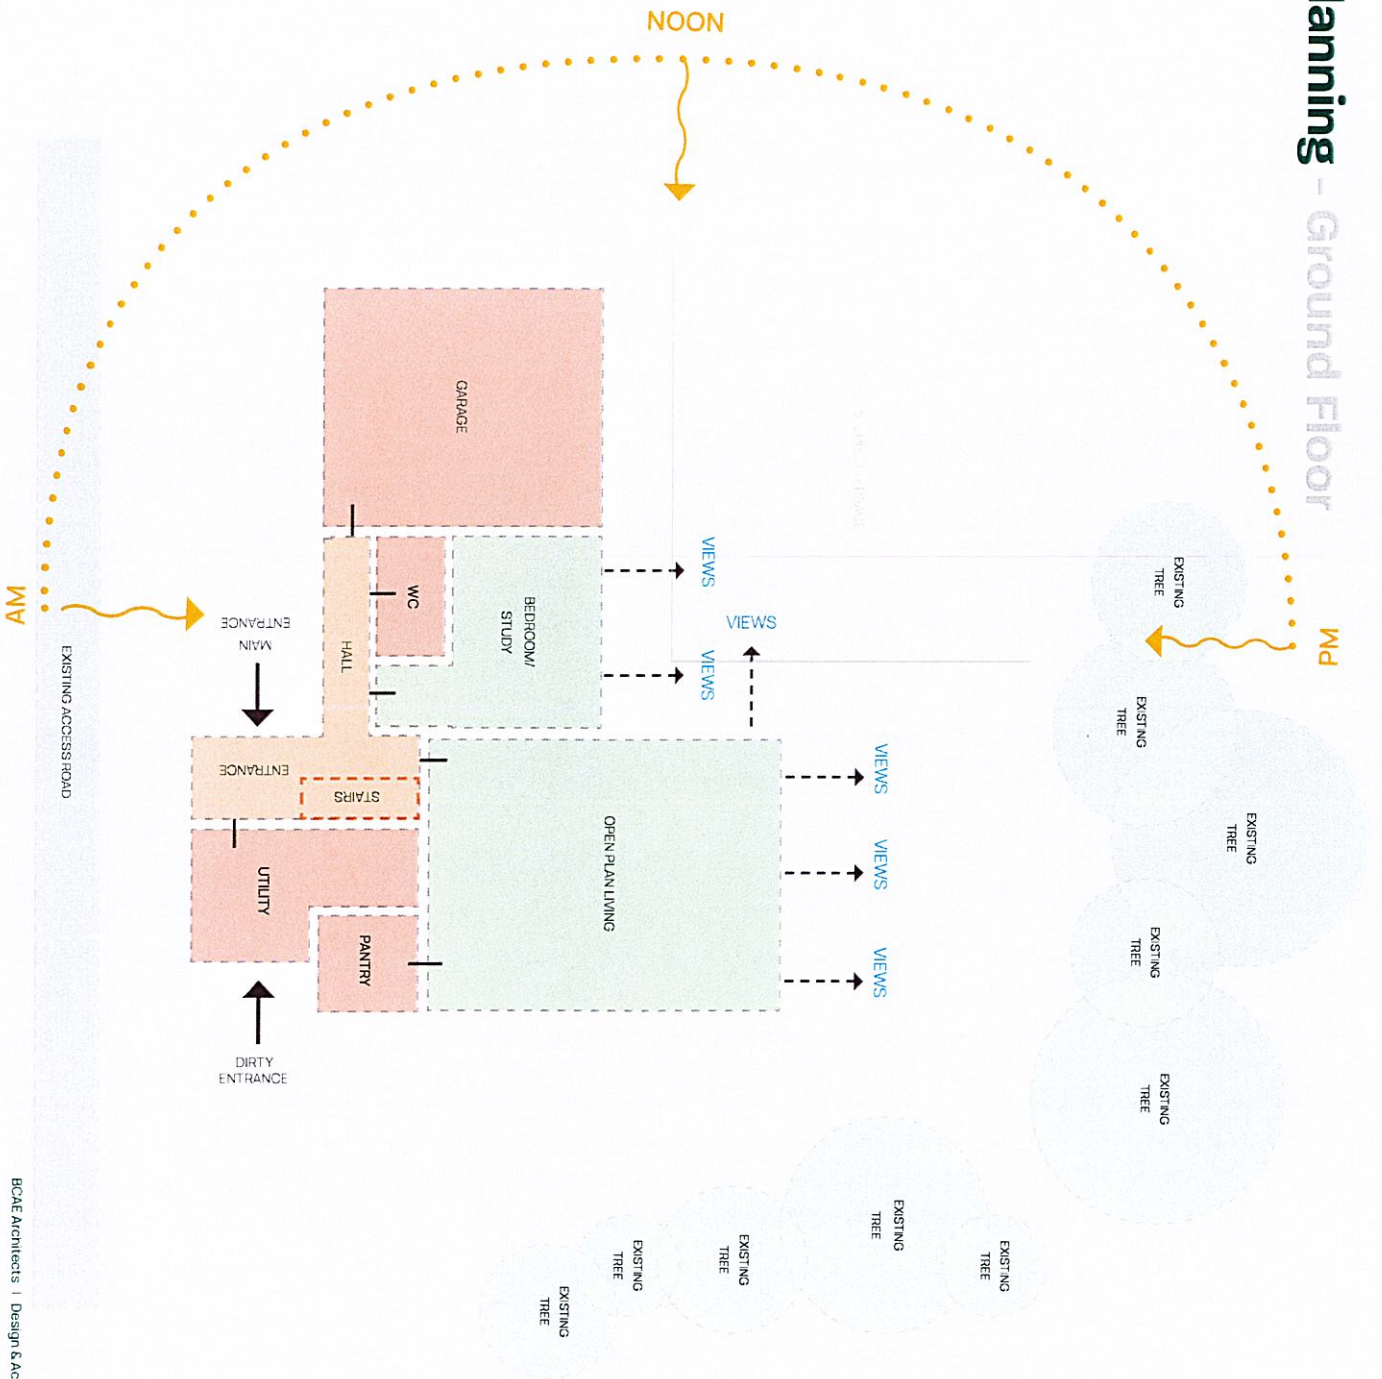 lanning – Ground Floor
NOON
AM
PM
EXISTING ACCESS ROAD
MAIN
ENTRANCE
GARAGE
WC
BEDROOM/
STUDY
HALL
ENTRANCE
STAIRS
UTILITY
PANTRY
OPEN PLAN LIVING
DIRTY
ENTRANCE
VIEWS
VIEWS
VIEWS
VIEWS
VIEWS
VIEWS
EXISTING
TREE
EXISTING
TREE
EXISTING
TREE
EXISTING
TREE
EXISTING
TREE
EXISTING
TREE
EXISTING
TREE
EXISTING
TREE
EXISTING
TREE
EXISTING
TREE
BCAE Architects | Design & Ac